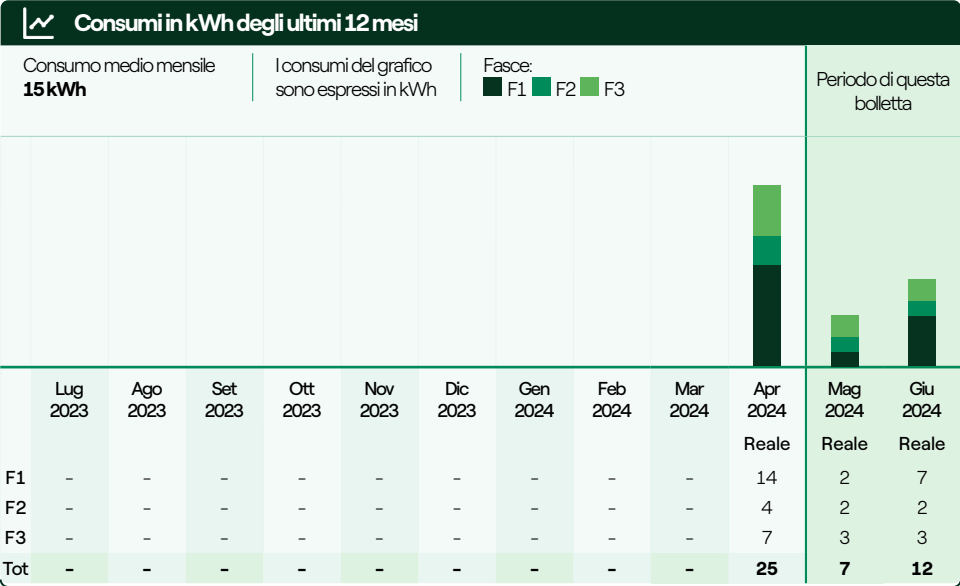 Consumi in kWh degli ultimi 12 mesi
Consumo medio mensile
15 kWh
I consumi del grafico
sono espressi in kWh
Fasce:
F1 F2 F3
Periodo di questa
bolletta
Lug Ago Set Ott Nov Dic Gen Feb Mar Apr Mag Giu
2023 2023 2023 2023 2023 2023 2024 2024 2024 2024 2024 2024
Reale Reale Reale
F1 – – – – – – – – – 14 2 7
F2 – – – – – – – – – 4 2 2
F3 – – – – – – – – – 7 3 3
Tot – – – – – – – – – 25 7 12